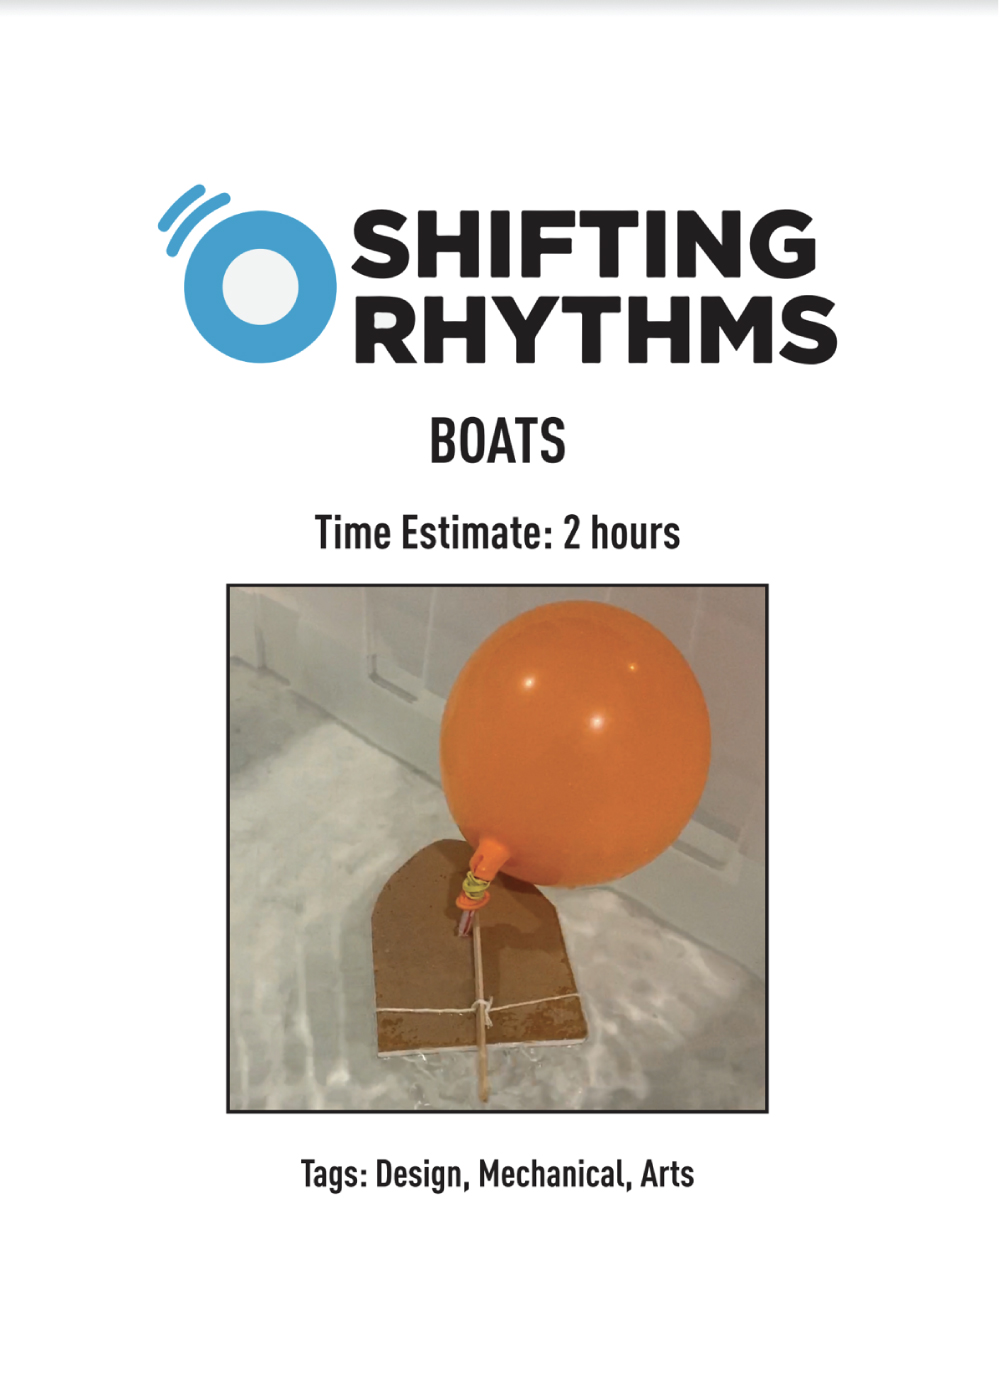 SHIFTING
RHYTHMS
BOATS
Time Estimate: 2 hours
Tags: Design, Mechanical, Arts